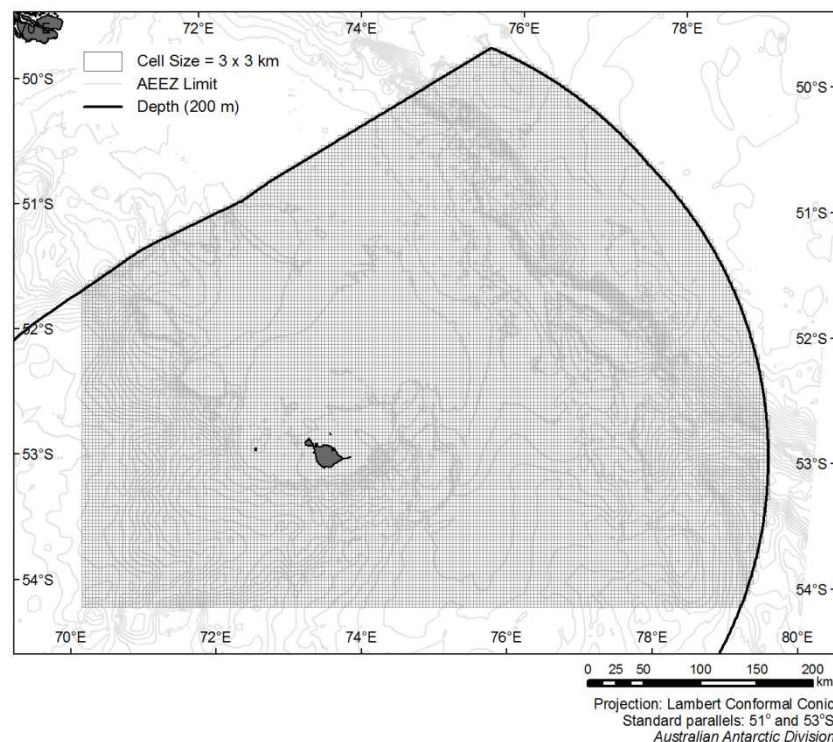 70°E 72°E 74°E 76°E 78°E
Cell Size = 3 x 3 km
AEEZ Limit
Depth (200 m)
50°S 50°S
51°S 51°S
52°S 52°S
53°S 53°S
54°S 54°S
70°E 72°E 74°E 76°E 78°E 80°E
0 25 50 100 150 200
km
Projection: Lambert Conformal Conic
Standard parallels: 51° and 53°S
Australian Antarctic Division